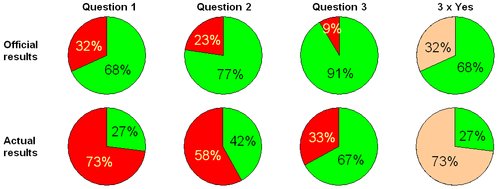 Question 1 Question 2 Question 3 3 x Yes
Official results
32% 68% 23% 77% 9% 91% 32% 68%
Actual results
73% 27% 58% 42% 33% 67% 73% 27%